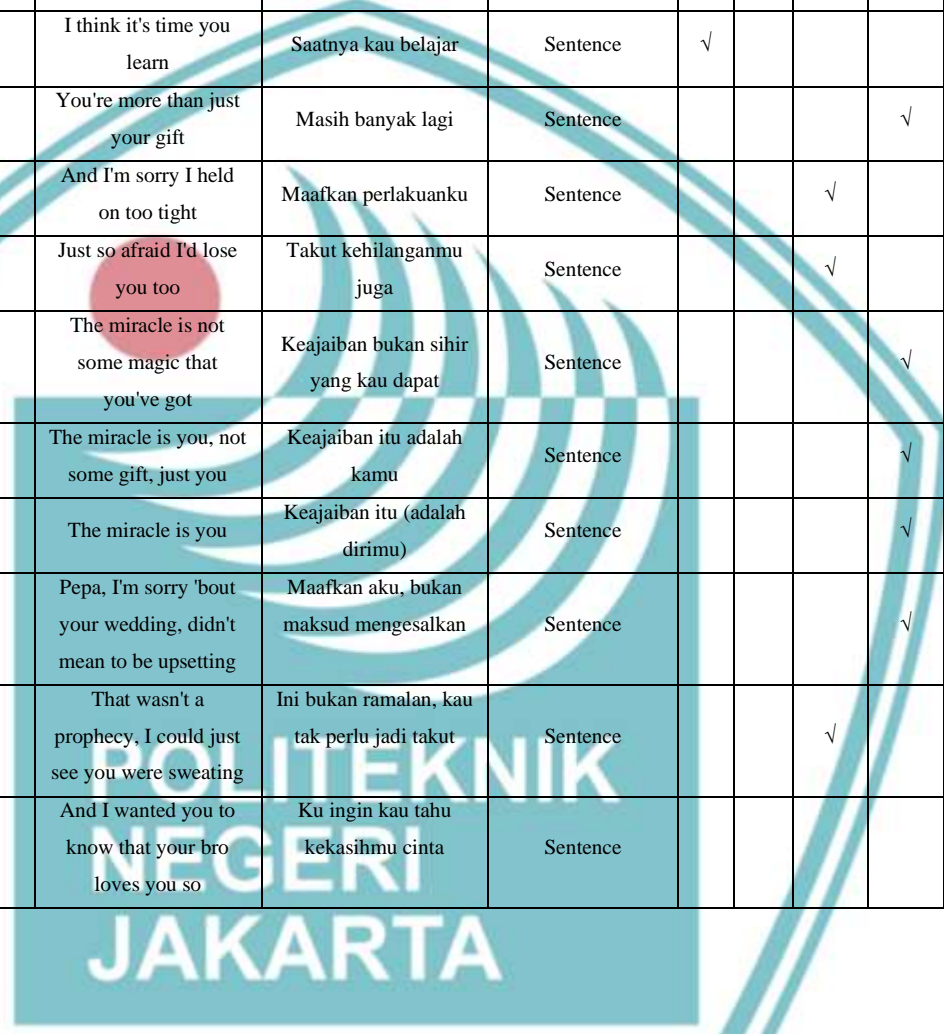 I think it's time you
learn
Saatnya kau belajar
Sentence
√
You're more than just
your gift
Masih banyak lagi
Sentence
√
And I'm sorry I held
on too tight
Maafkan perlakuanku
Sentence
√
Just so afraid I'd lose
you too
Takut kehilanganmu
juga
Sentence
√
The miracle is not
some magic that
you've got
Keajaiban bukan sihir
yang kau dapat
Sentence
√
The miracle is you, not
some gift, just you
Keajaiban itu adalah
kamu
Sentence
√
The miracle is you
Keajaiban itu (adalah
dirimu)
Sentence
√
Pepa, I'm sorry 'bout
your wedding, didn't
mean to be upsetting
Maafkan aku, bukan
maksud mengesalkan
Sentence
√
That wasn't a
prophecy, I could just
see you were sweating
Ini bukan ramalan, kau
tak perlu jadi takut
Sentence
√
And I wanted you to
know that your bro
loves you so
Ku ingin kau tahu
kekasihmu cinta
Sentence
POLITEKNIK
NEGERI
JAKARTA